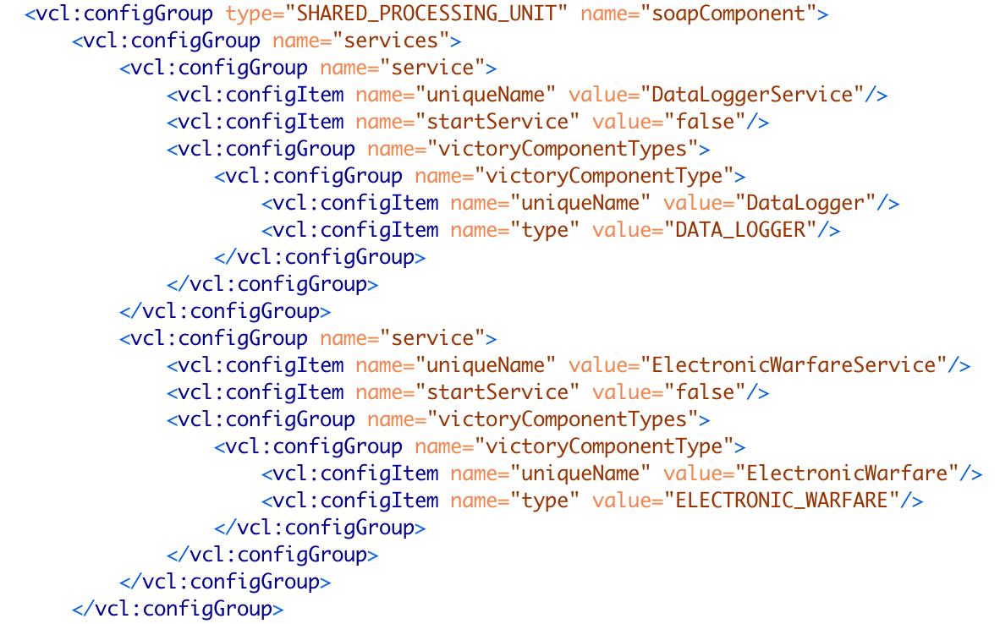 <vcl:configGroup type="SHARED_PROCESSING_UNIT" name="soapComponent">
    <vcl:configGroup name="services">
        <vcl:configGroup name="service">
            <vcl:configItem name="uniqueName" value="DataLoggerService"/>
            <vcl:configItem name="startService" value="false"/>
            <vcl:configGroup name="victoryComponentTypes">
                <vcl:configGroup name="victoryComponentType">
                    <vcl:configItem name="uniqueName" value="DataLogger"/>
                    <vcl:configItem name="type" value="DATA_LOGGER"/>
                </vcl:configGroup>
            </vcl:configGroup>
        </vcl:configGroup>
        <vcl:configGroup name="service">
            <vcl:configItem name="uniqueName" value="ElectronicWarfareService"/>
            <vcl:configItem name="startService" value="false"/>
            <vcl:configGroup name="victoryComponentTypes">
                <vcl:configGroup name="victoryComponentType">
                    <vcl:configItem name="uniqueName" value="ElectronicWarfare"/>
                    <vcl:configItem name="type" value="ELECTRONIC_WARFARE"/>
                </vcl:configGroup>
            </vcl:configGroup>
        </vcl:configGroup>
    </vcl:configGroup>